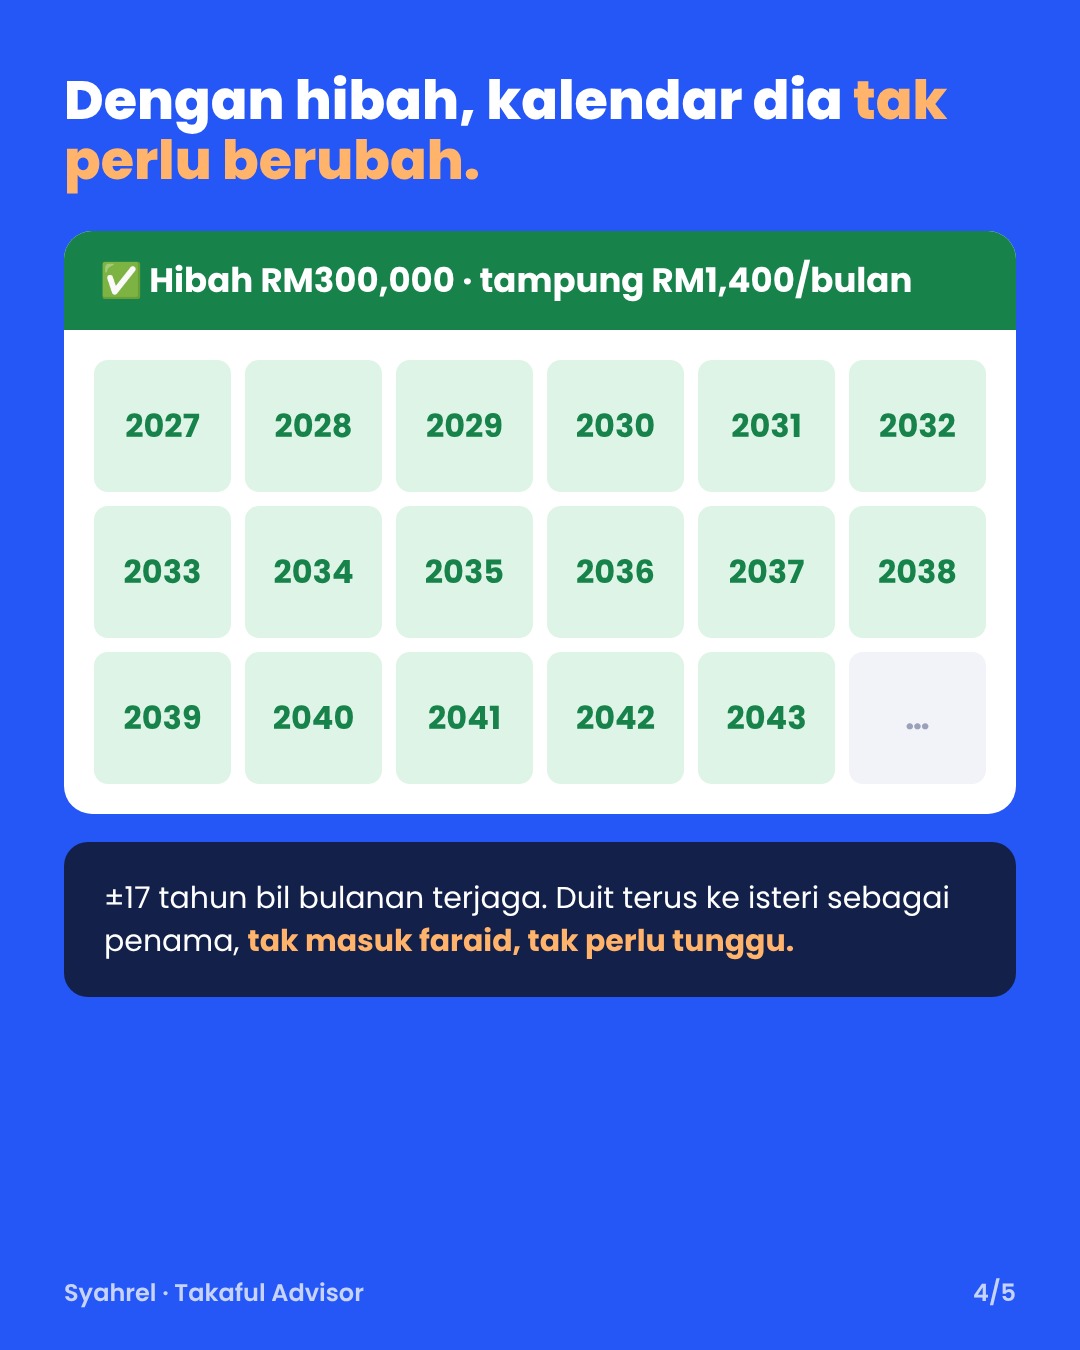 Dengan hibah, kalendar dia tak
perlu berubah.
✅ Hibah RM300,000 · tampung RM1,400/bulan
2027 2028 2029 2030 2031 2032
2033 2034 2035 2036 2037 2038
2039 2040 2041 2042 2043 ...
±17 tahun bil bulanan terjaga. Duit terus ke isteri sebagai
penama, tak masuk faraid, tak perlu tunggu.
Syahrel · Takaful Advisor 4/5